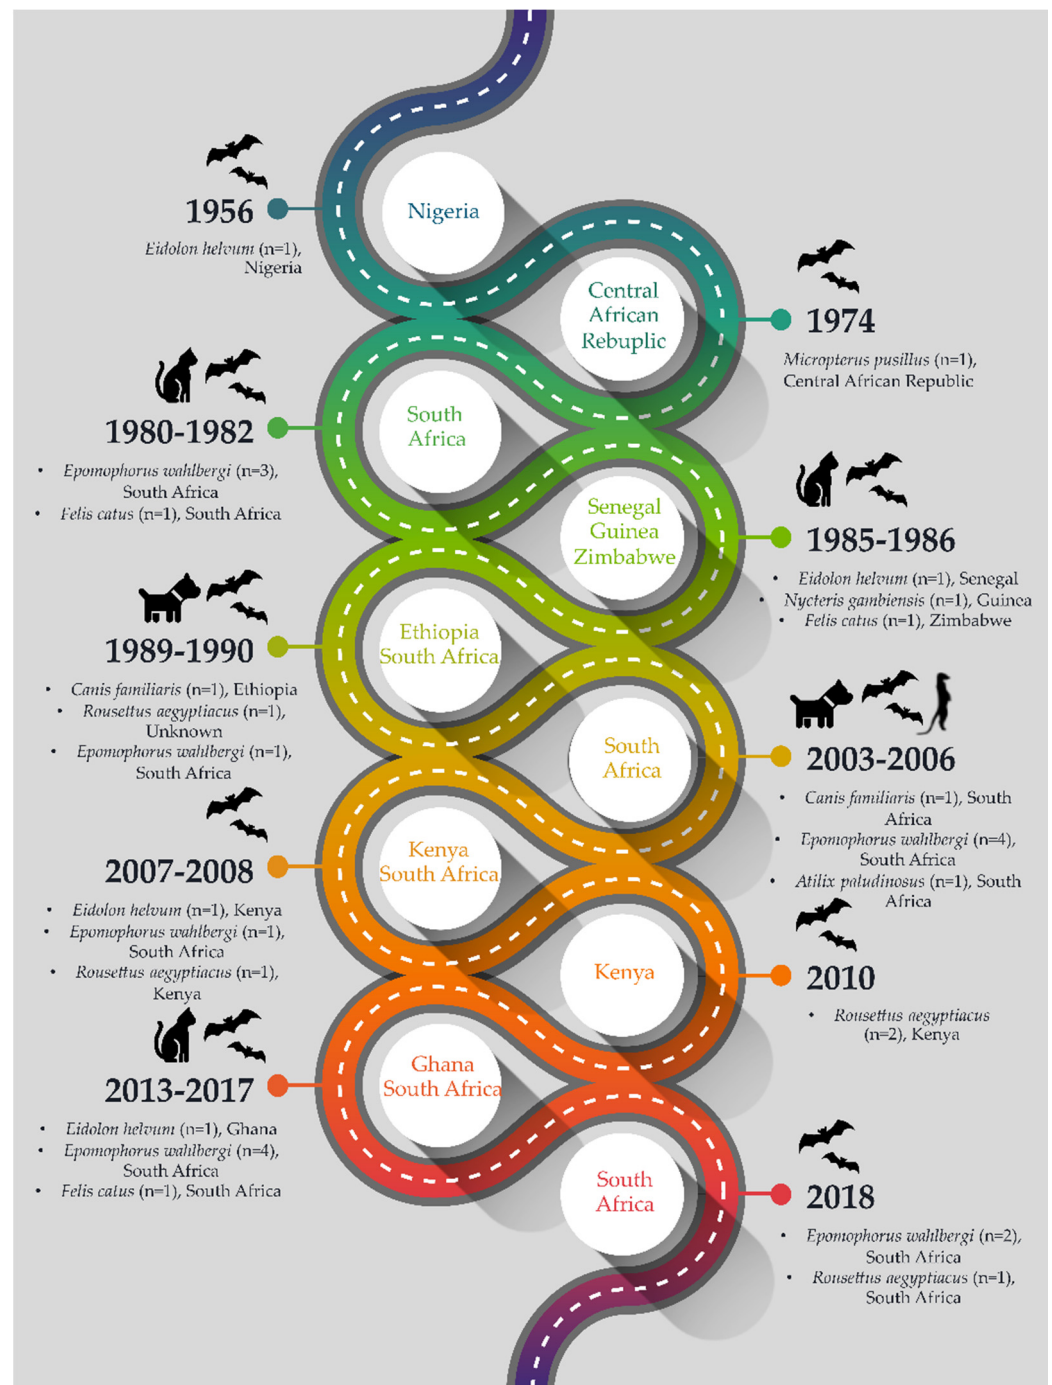 Nigeria
1956
Eidolon helvum (n=1),
Nigeria
Central
African
Rebuplic
1974
Micropterus pusillus (n=1),
Central African Republic
South
Africa
1980-1982
• Epomophorus wahlbergi (n=3),
South Africa
• Felis catus (n=1), South Africa
Senegal
Guinea
Zimbabwe
1985-1986
• Eidolon helvum (n=1), Senegal
• Nycteris gambiensis (n=1), Guinea
• Felis catus (n=1), Zimbabwe
Ethiopia
South Africa
1989-1990
• Canis familiaris (n=1), Ethiopia
• Rousettus aegyptiacus (n=1),
Unknown
• Epomophorus wahlbergi (n=1),
South Africa
South
Africa
2003-2006
• Canis familiaris (n=1), South
Africa
• Epomophorus wahlbergi (n=4),
South Africa
• Atilix paludinosus (n=1), South
Africa
Kenya
South Africa
2007-2008
• Eidolon helvum (n=1), Kenya
• Epomophorus wahlbergi (n=1),
South Africa
• Rousettus aegyptiacus (n=1),
Kenya
Kenya
2010
• Rousettus aegyptiacus
(n=2), Kenya
Ghana
South Africa
2013-2017
• Eidolon helvum (n=1), Ghana
• Epomophorus wahlbergi (n=4),
South Africa
• Felis catus (n=1), South Africa
South
Africa
2018
• Epomophorus wahlbergi (n=2),
South Africa
• Rousettus aegyptiacus (n=1),
South Africa